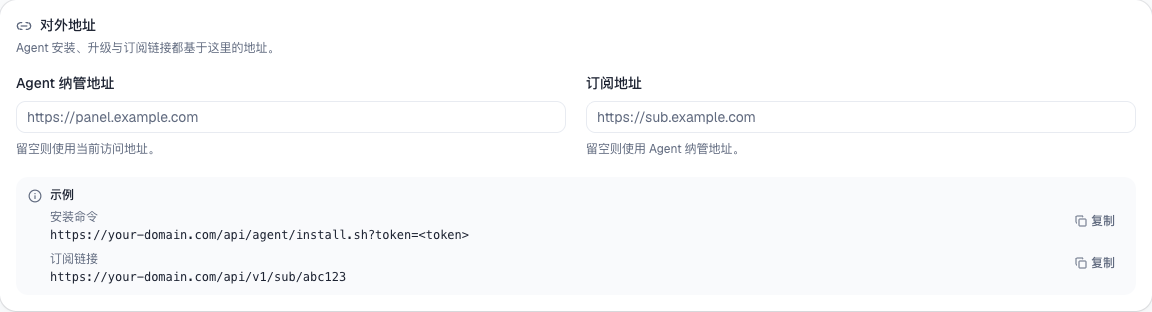 对外地址
Agent 安装、升级与订阅链接都基于这里的地址。
Agent 纳管地址
订阅地址
https://panel.example.com
https://sub.example.com
留空则使用当前访问地址。
留空则使用 Agent 纳管地址。
示例
安装命令
https://your-domain.com/api/agent/install.sh?token=<token>
复制
订阅链接
https://your-domain.com/api/v1/sub/abc123
复制